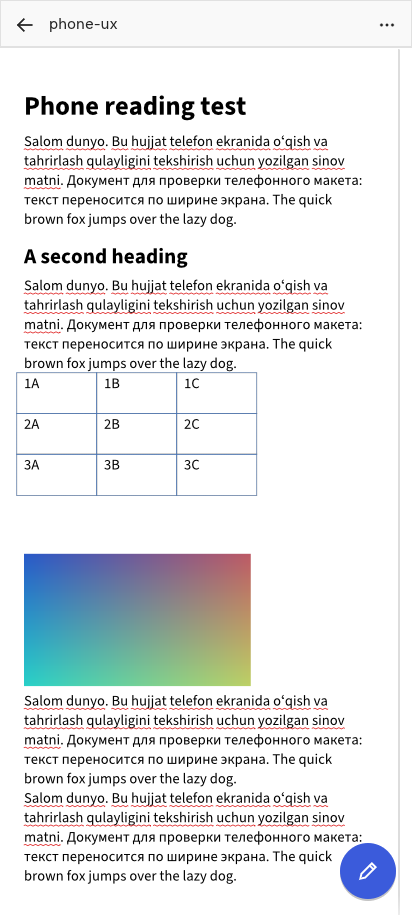 phone-ux
Phone reading test
Salom dunyo. Bu hujjat telefon ekranida oʻqish va
tahrirlash qulayligini tekshirish uchun yozilgan sinov
matni. Документ для проверки телефонного макета:
текст переносится по ширине экрана. The quick
brown fox jumps over the lazy dog.
A second heading
Salom dunyo. Bu hujjat telefon ekranida oʻqish va
tahrirlash qulayligini tekshirish uchun yozilgan sinov
matni. Документ для проверки телефонного макета:
текст переносится по ширине экрана. The quick
brown fox jumps over the lazy dog.
1A 1B 1C
2A 2B 2C
3A 3B 3C
Salom dunyo. Bu hujjat telefon ekranida oʻqish va
tahrirlash qulayligini tekshirish uchun yozilgan sinov
matni. Документ для проверки телефонного макета:
текст переносится по ширине экрана. The quick
brown fox jumps over the lazy dog.
Salom dunyo. Bu hujjat telefon ekranida oʻqish va
tahrirlash qulayligini tekshirish uchun yozilgan sinov
matni. Документ для проверки телефонного макета:
текст переносится по ширине экрана. The quick
brown fox jumps over the lazy dog.